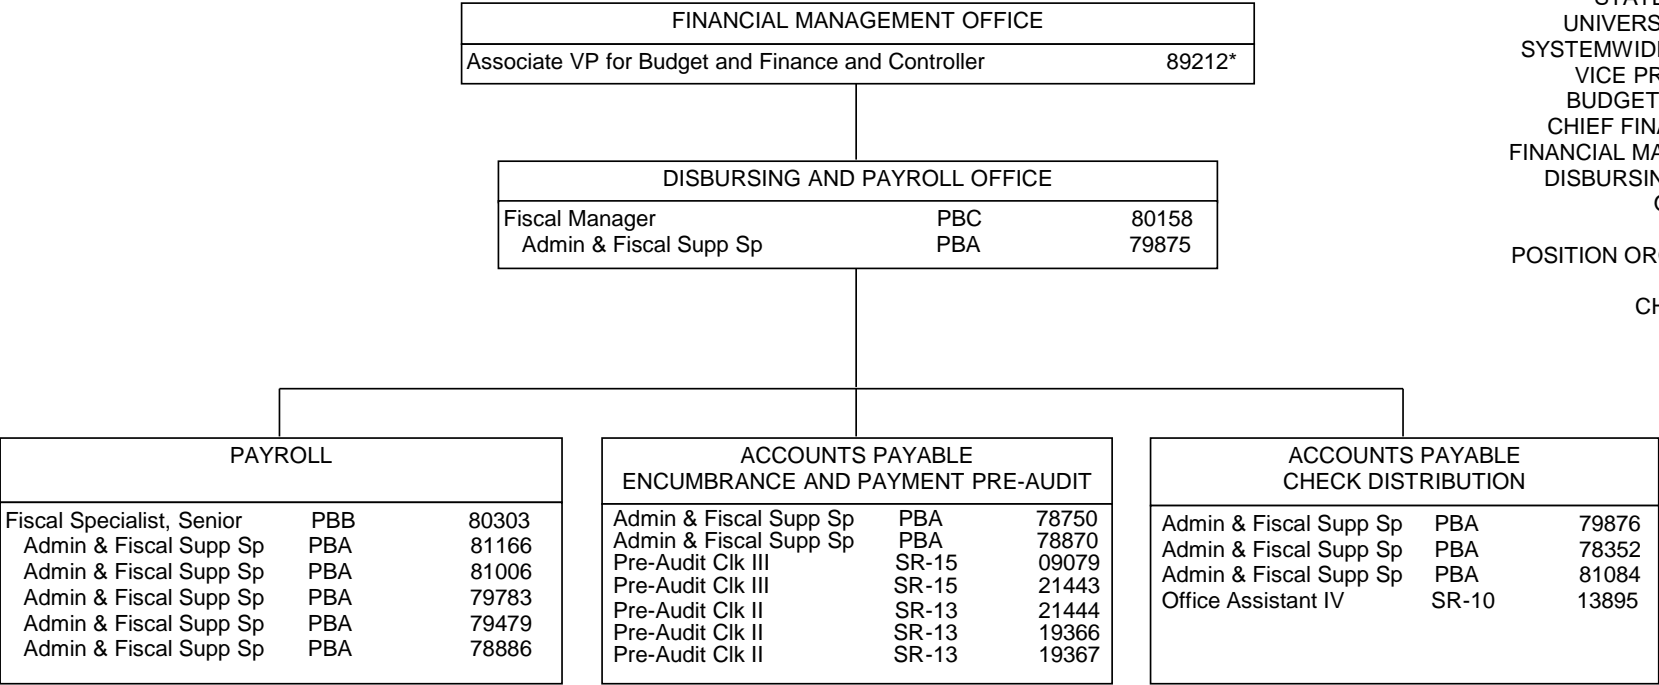 FINANCIAL MANAGEMENT OFFICE
Associate VP for Budget and Finance and Controller 89212*
UNIVERS
SYSTEMWID
VICE PR
BUDGET
CHIEF FIN
FINANCIAL MA
DISBURSIN
POSITION OR
DISBURSING AND PAYROLL OFFICE
Fiscal Manager PBC 80158
Admin & Fiscal Supp Sp PBA 79875
PAYROLL
Fiscal Specialist, Senior PBB 80303
Admin & Fiscal Supp Sp PBA 81166
Admin & Fiscal Supp Sp PBA 81006
Admin & Fiscal Supp Sp PBA 79783
Admin & Fiscal Supp Sp PBA 79479
Admin & Fiscal Supp Sp PBA 78886
ACCOUNTS PAYABLE
ENCUMBRANCE AND PAYMENT PRE-AUDIT
Admin & Fiscal Supp Sp PBA 78750
Admin & Fiscal Supp Sp PBA 78870
Pre-Audit Clk III SR-15 09079
Pre-Audit Clk III SR-15 21443
Pre-Audit Clk II SR-13 21444
Pre-Audit Clk II SR-13 19366
Pre-Audit Clk II SR-13 19367
ACCOUNTS PAYABLE
CHECK DISTRIBUTION
Admin & Fiscal Supp Sp PBA 79876
Admin & Fiscal Supp Sp PBA 78352
Admin & Fiscal Supp Sp PBA 81084
Office Assistant IV SR-10 13895